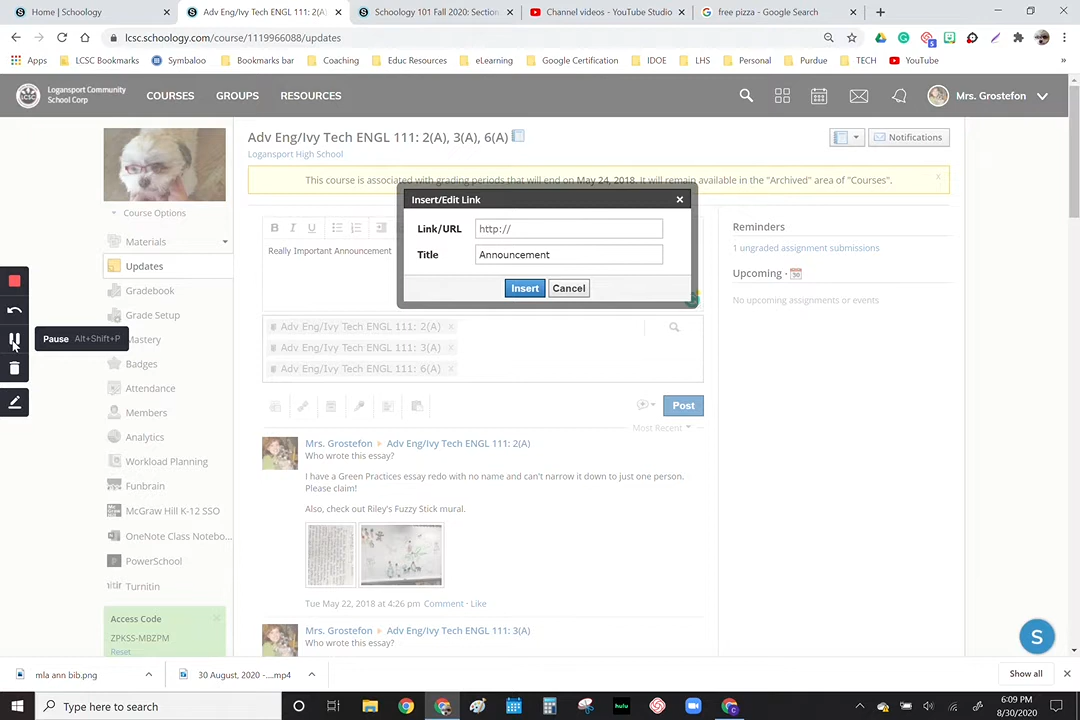 Home | Schoology
Adv Eng/Ivy Tech ENGL 111: 2(A)
Schoology 101 Fall 2020: Section
Channel videos - YouTube Studio
free pizza - Google Search
lcsc.schoology.com/course/1119966088/updates
Apps
LCSC Bookmarks
Symbaloo
Bookmarks bar
Coaching
Educ Resources
eLearning
Google Certification
IDOE
LHS
Personal
Purdue
TECH
YouTube
Logansport Community
School Corp
COURSES
GROUPS
RESOURCES
Mrs. Grostefon
Adv Eng/Ivy Tech ENGL 111: 2(A), 3(A), 6(A)
Notifications
Logansport High School
This course is associated with grading periods that will end on May 24, 2018. It will remain available in the "Archived" area of "Courses".
Course Options
Materials
Updates
Gradebook
Grade Setup
Mastery
Badges
Attendance
Members
Analytics
Workload Planning
Funbrain
McGraw Hill K-12 SSO
OneNote Class Notebo...
PowerSchool
Turnitin
Access Code
ZPKSS-MBZPM
Reset
Pause Alt+Shift+P
Insert/Edit Link
Link/URL
http://
Title
Announcement
Insert
Cancel
B I U
Really Important Announcement
Adv Eng/Ivy Tech ENGL 111: 2(A) x
Adv Eng/Ivy Tech ENGL 111: 3(A) x
Adv Eng/Ivy Tech ENGL 111: 6(A) x
Post
Most Recent
Mrs. Grostefon Adv Eng/Ivy Tech ENGL 111: 2(A)
Who wrote this essay?
I have a Green Practices essay redo with no name and can't narrow it down to just one person.
Please claim!
Also, check out Riley's Fuzzy Stick mural.
Tue May 22, 2018 at 4:26 pm Comment · Like
Mrs. Grostefon Adv Eng/Ivy Tech ENGL 111: 3(A)
Who wrote this essay?
Reminders
1 ungraded assignment submissions
Upcoming ·
No upcoming assignments or events
S
mla ann bib.png
30 August, 2020 -....mp4
Show all
Type here to search
hulu
6:09 PM
8/30/2020